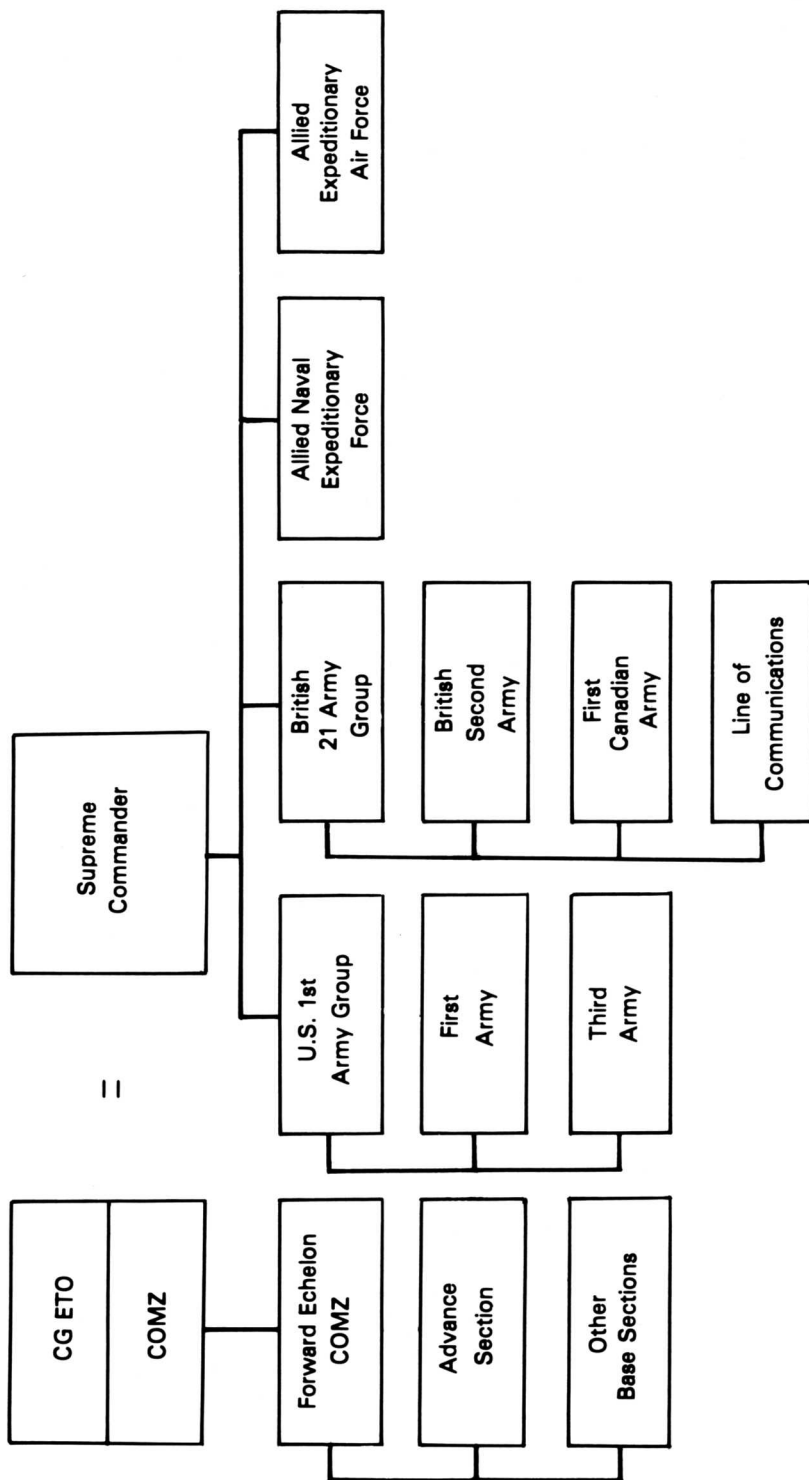 CG ETO
COMZ
=
Supreme
Commander
Forward Echelon
COMZ
Advance
Section
Other
Base Sections
U.S. 1st
Army Group
First
Army
Third
Army
British
21 Army
Group
British
Second
Army
First
Canadian
Army
Line of
Communications
Allied Naval
Expeditionary
Force
Allied
Expeditionary
Air Force